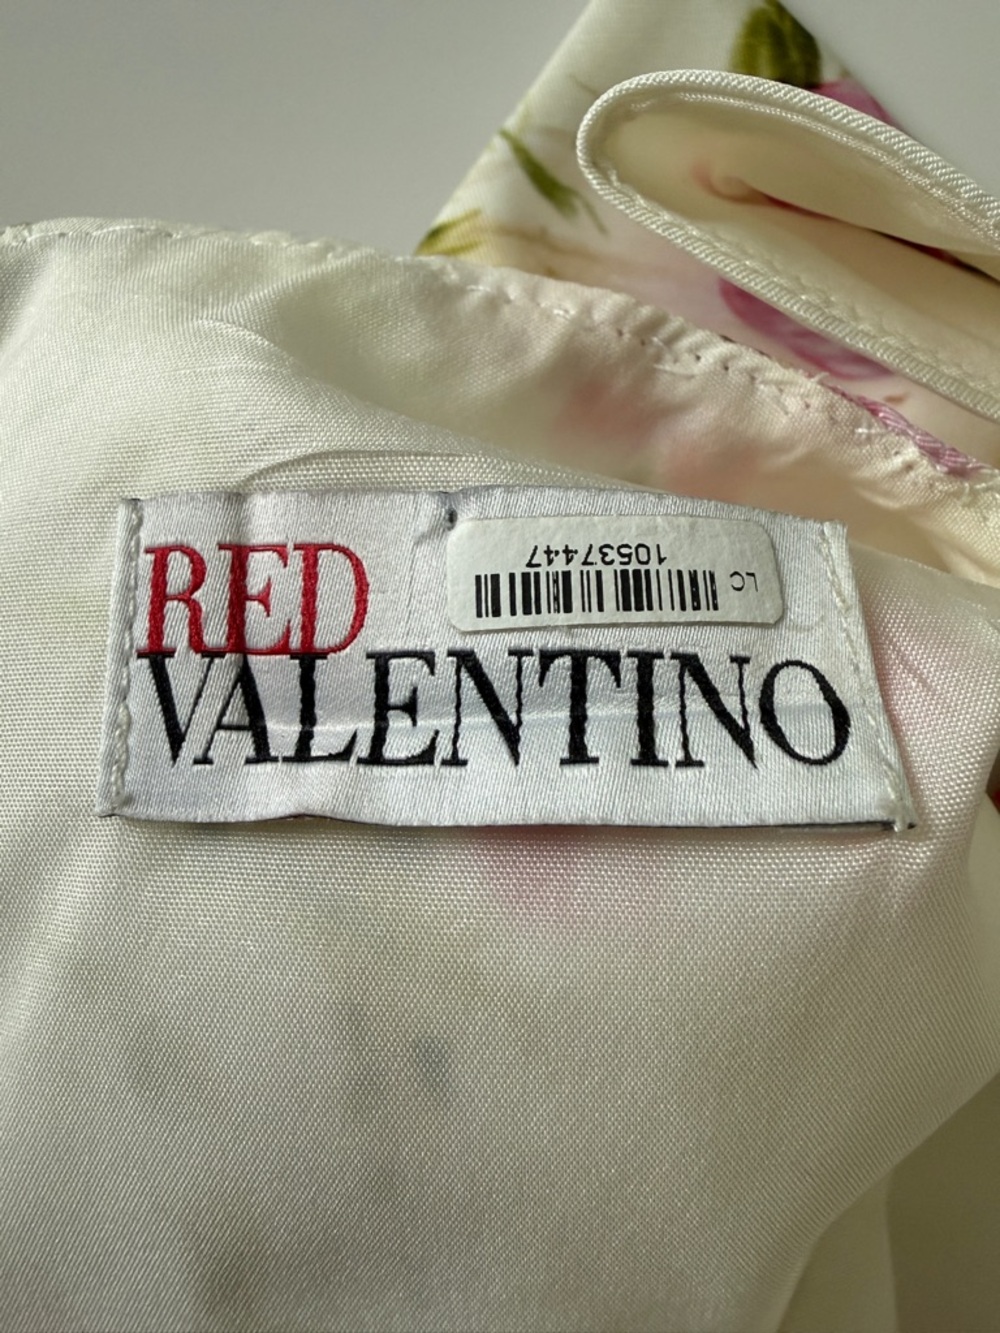 RED
VALENTINO
LC
10537447